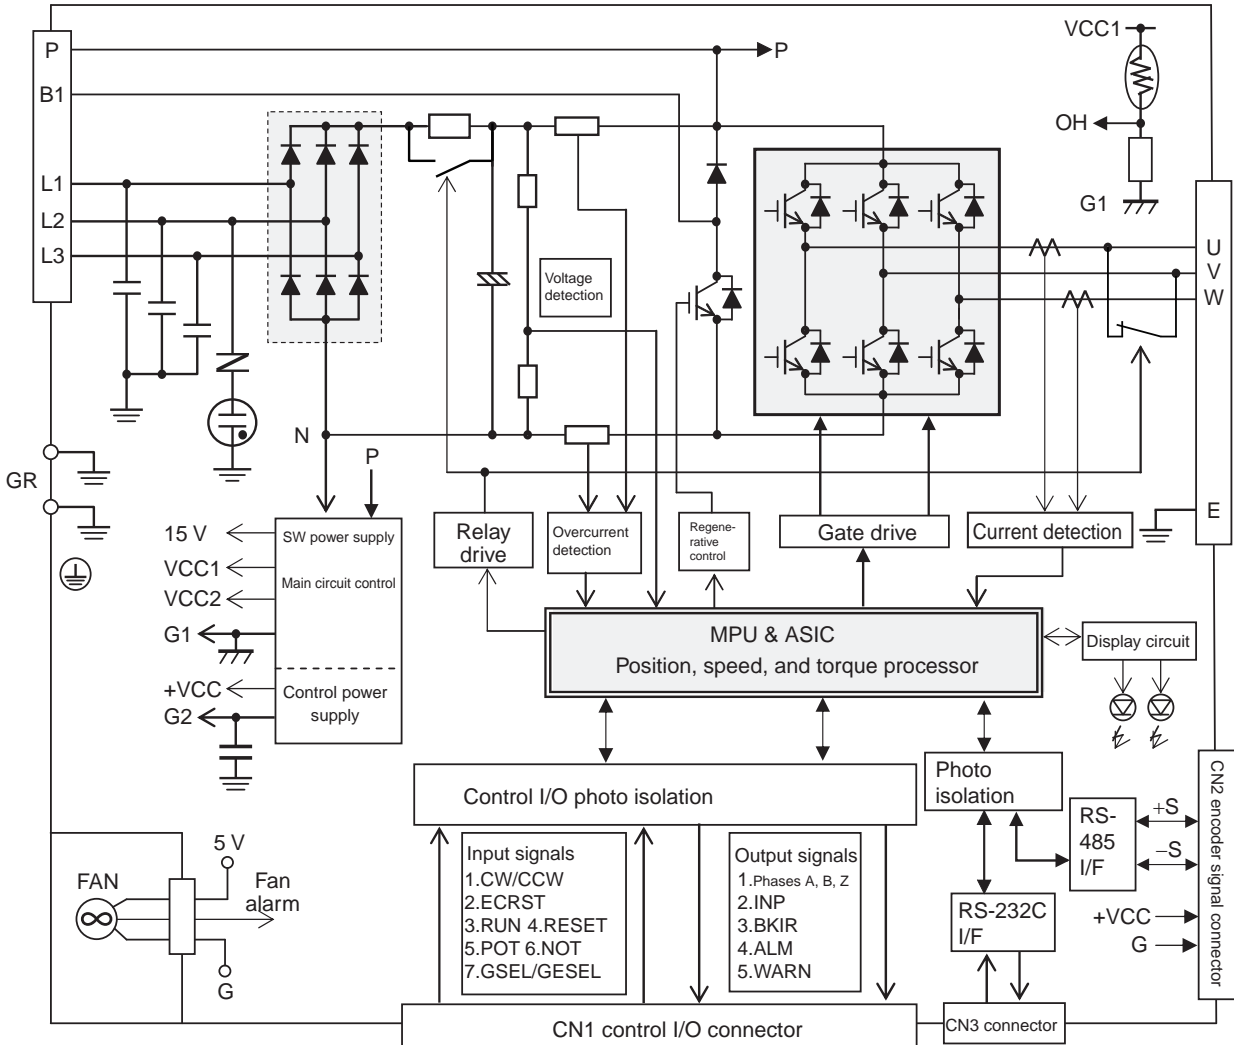 P
P
VCC1
B1
OH
L1
G1
L2
U
L3
V
Voltage
detection
W
N
P
GR
E
15 V
SW power supply
Relay
drive
Overcurrent
detection
Regene-
rative
control
Gate drive
Current detection
VCC1
Main circuit control
VCC2
G1
MPU & ASIC
Position, speed, and torque processor
Display circuit
+VCC
Control power
supply
G2
Control I/O photo isolation
Photo
isolation
CN2 encoder signal connector
RS-
485
I/F
+S
–S
5 V
FAN
Fan
alarm
G
Input signals
1.CW/CCW
2.ECRST
3.RUN 4.RESET
5.POT 6.NOT
7.GSEL/GESEL
Output signals
1.Phases A, B, Z
2.INP
3.BKIR
4.ALM
5.WARN
RS-232C
I/F
+VCC
G
CN1 control I/O connector
CN3 connector